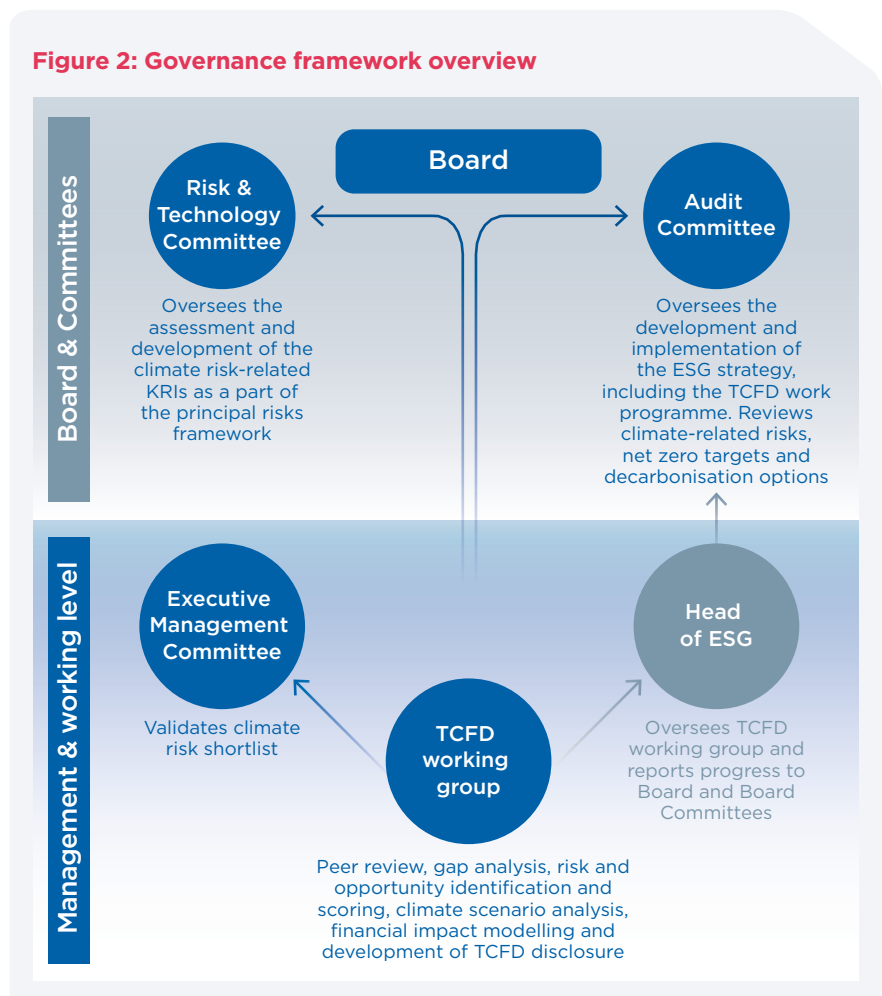 Figure 2: Governance framework overview
Board & Committees
Board
Risk &
Technology
Committee
Oversees the
assessment and
development of the
climate risk-related
KRIs as a part of
the principal risks
framework
Audit
Committee
Oversees the
development and
implementation of
the ESG strategy,
including the TCFD work
programme. Reviews
climate-related risks,
net zero targets and
decarbonisation options
Management & working level
Executive
Management
Committee
Validates climate
risk shortlist
TCFD
working
group
Peer review, gap analysis, risk and
opportunity identification and
scoring, climate scenario analysis,
financial impact modelling and
development of TCFD disclosure
Head
of ESG
Oversees TCFD
working group and
reports progress to
Board and Board
Committees